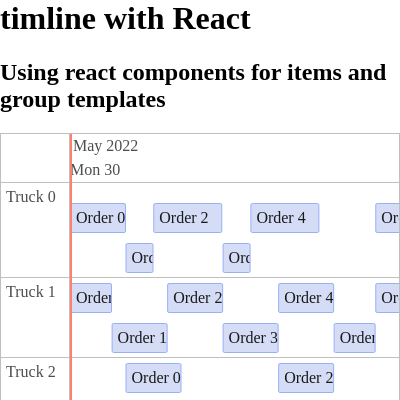 timline with React
Using react components for items and
group templates
May 2022
Mon 30
Truck 0
Order 0 Order 2 Order 4 Or
Orc Orc
Truck 1
Order Order 2 Order 4 Or
Order 1 Order 3 Order
Truck 2
Order 0 Order 2